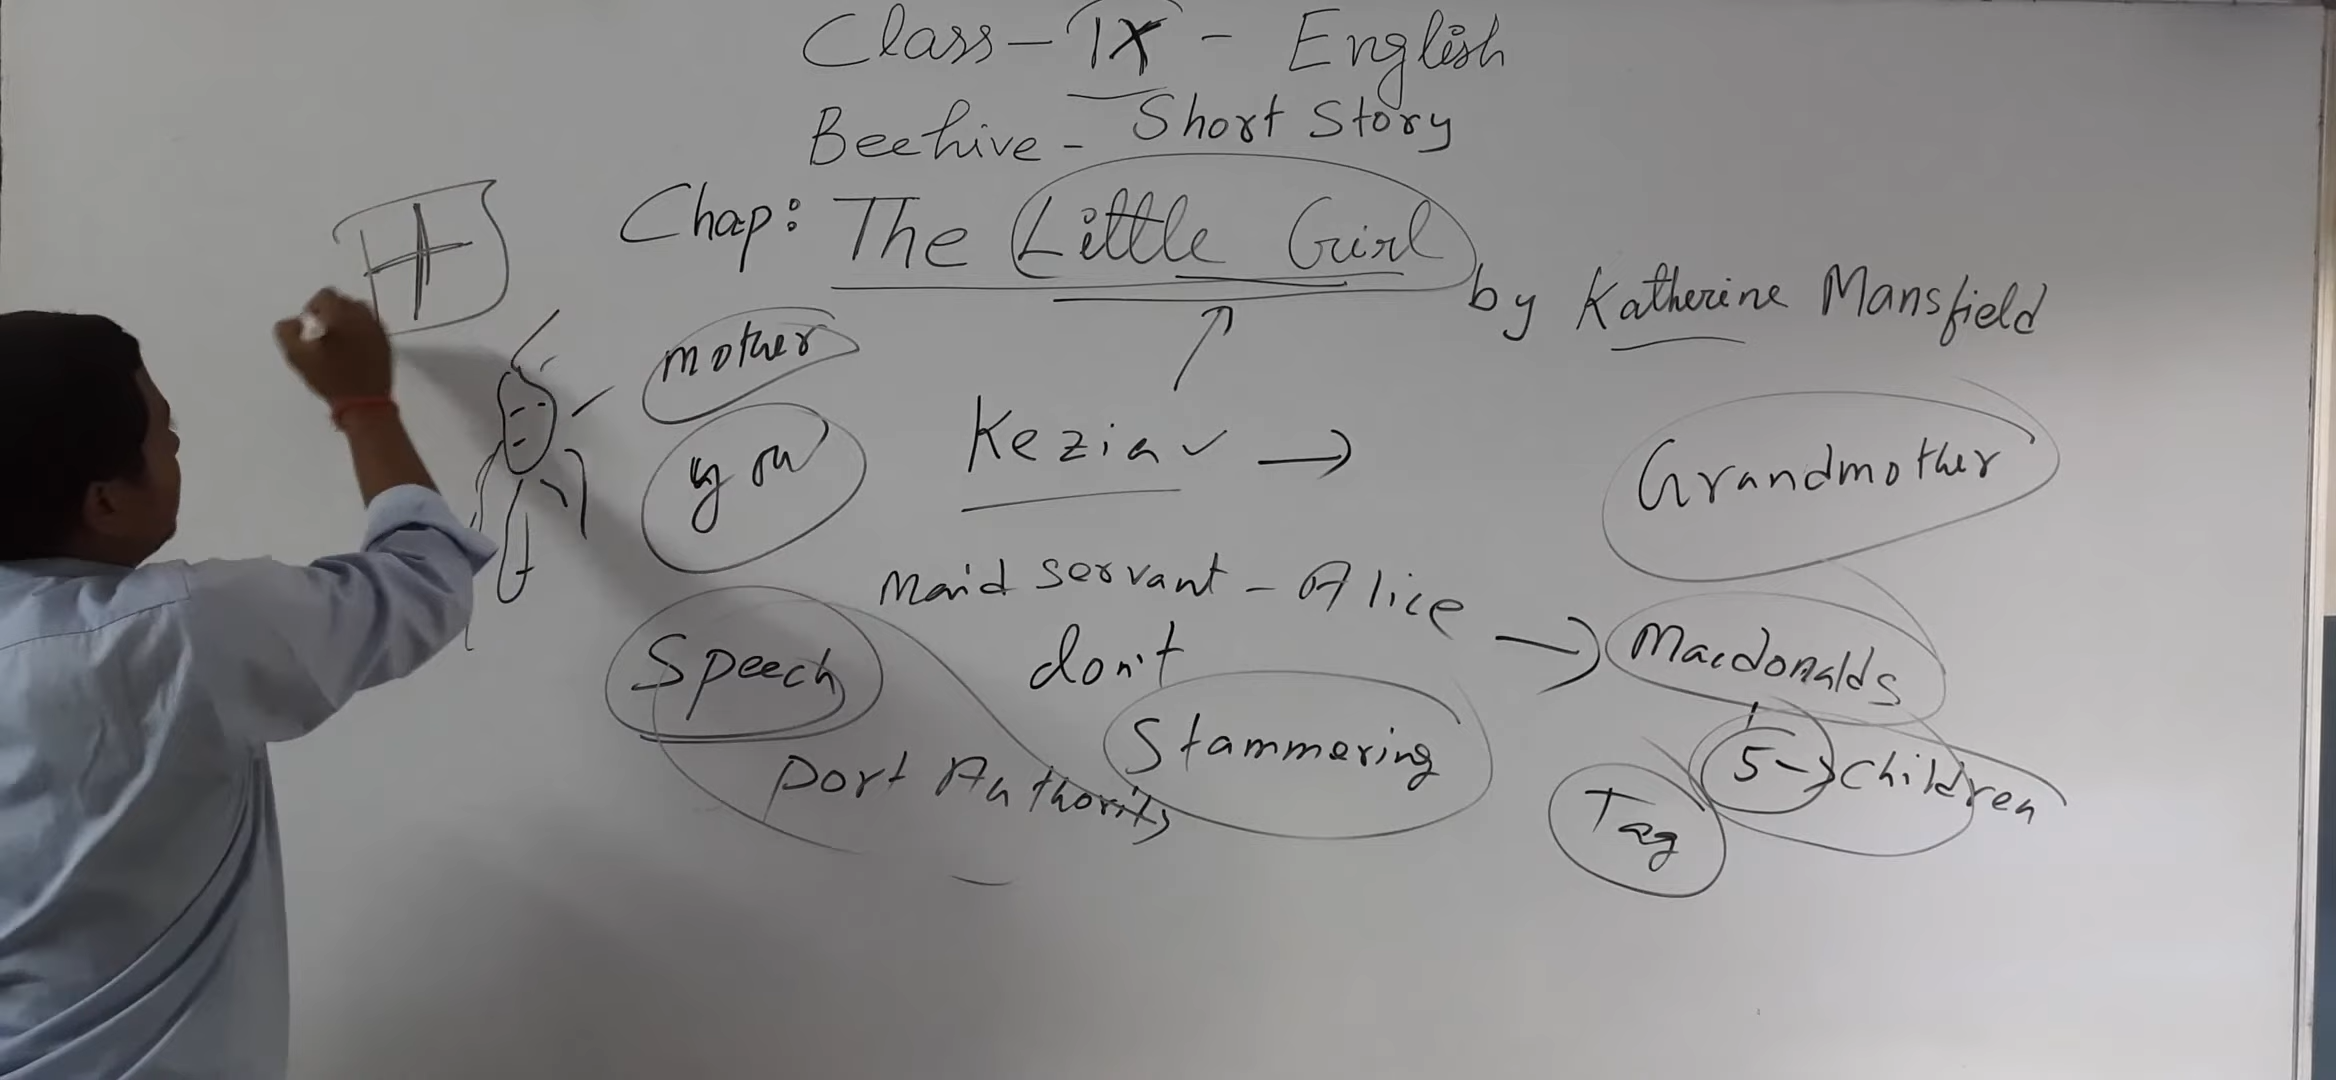 Class - IX - English
Beehive - Short Story
Chap: The Little Girl
by Katherine Mansfield
mother
you
Kezia →
Grandmother
Maid servant - Alice → Macdonalds
don't
Speech
Stammering
5 → children
Port Authority
Tag